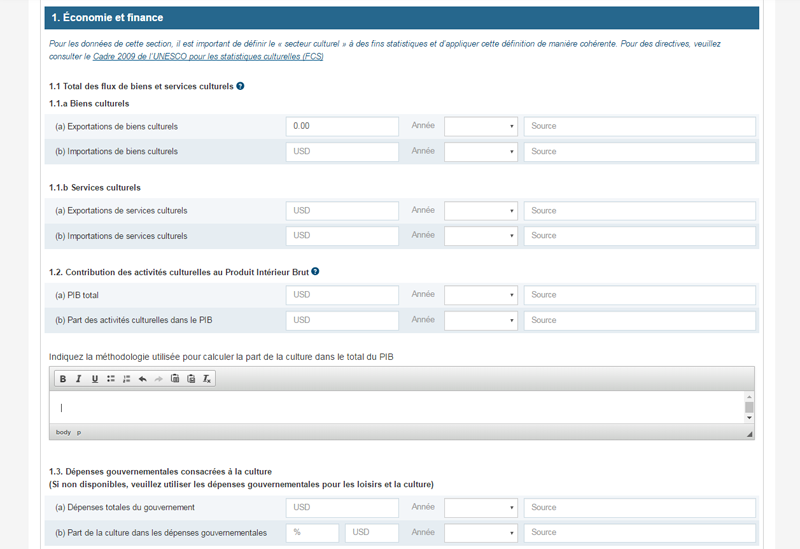 1. Économie et finance
Pour les données de cette section, il est important de définir le « secteur culturel » à des fins statistiques et d'appliquer cette définition de manière cohérente. Pour des directives, veuillez
consulter le Cadre 2009 de l'UNESCO pour les statistiques culturelles (FCS)
1.1 Total des flux de biens et services culturels ?
1.1.a Biens culturels
(a) Exportations de biens culturels 0.00 Année Source
(b) Importations de biens culturels USD Année Source
1.1.b Services culturels
(a) Exportations de services culturels USD Année Source
(b) Importations de services culturels USD Année Source
1.2. Contribution des activités culturelles au Produit Intérieur Brut ?
(a) PIB total USD Année Source
(b) Part des activités culturelles dans le PIB USD Année Source
Indiquez la méthodologie utilisée pour calculer la part de la culture dans le total du PIB
B I U
body p
1.3. Dépenses gouvernementales consacrées à la culture
(Si non disponibles, veuillez utiliser les dépenses gouvernementales pour les loisirs et la culture)
(a) Dépenses totales du gouvernement USD Année Source
(b) Part de la culture dans les dépenses gouvernementales % USD Année Source